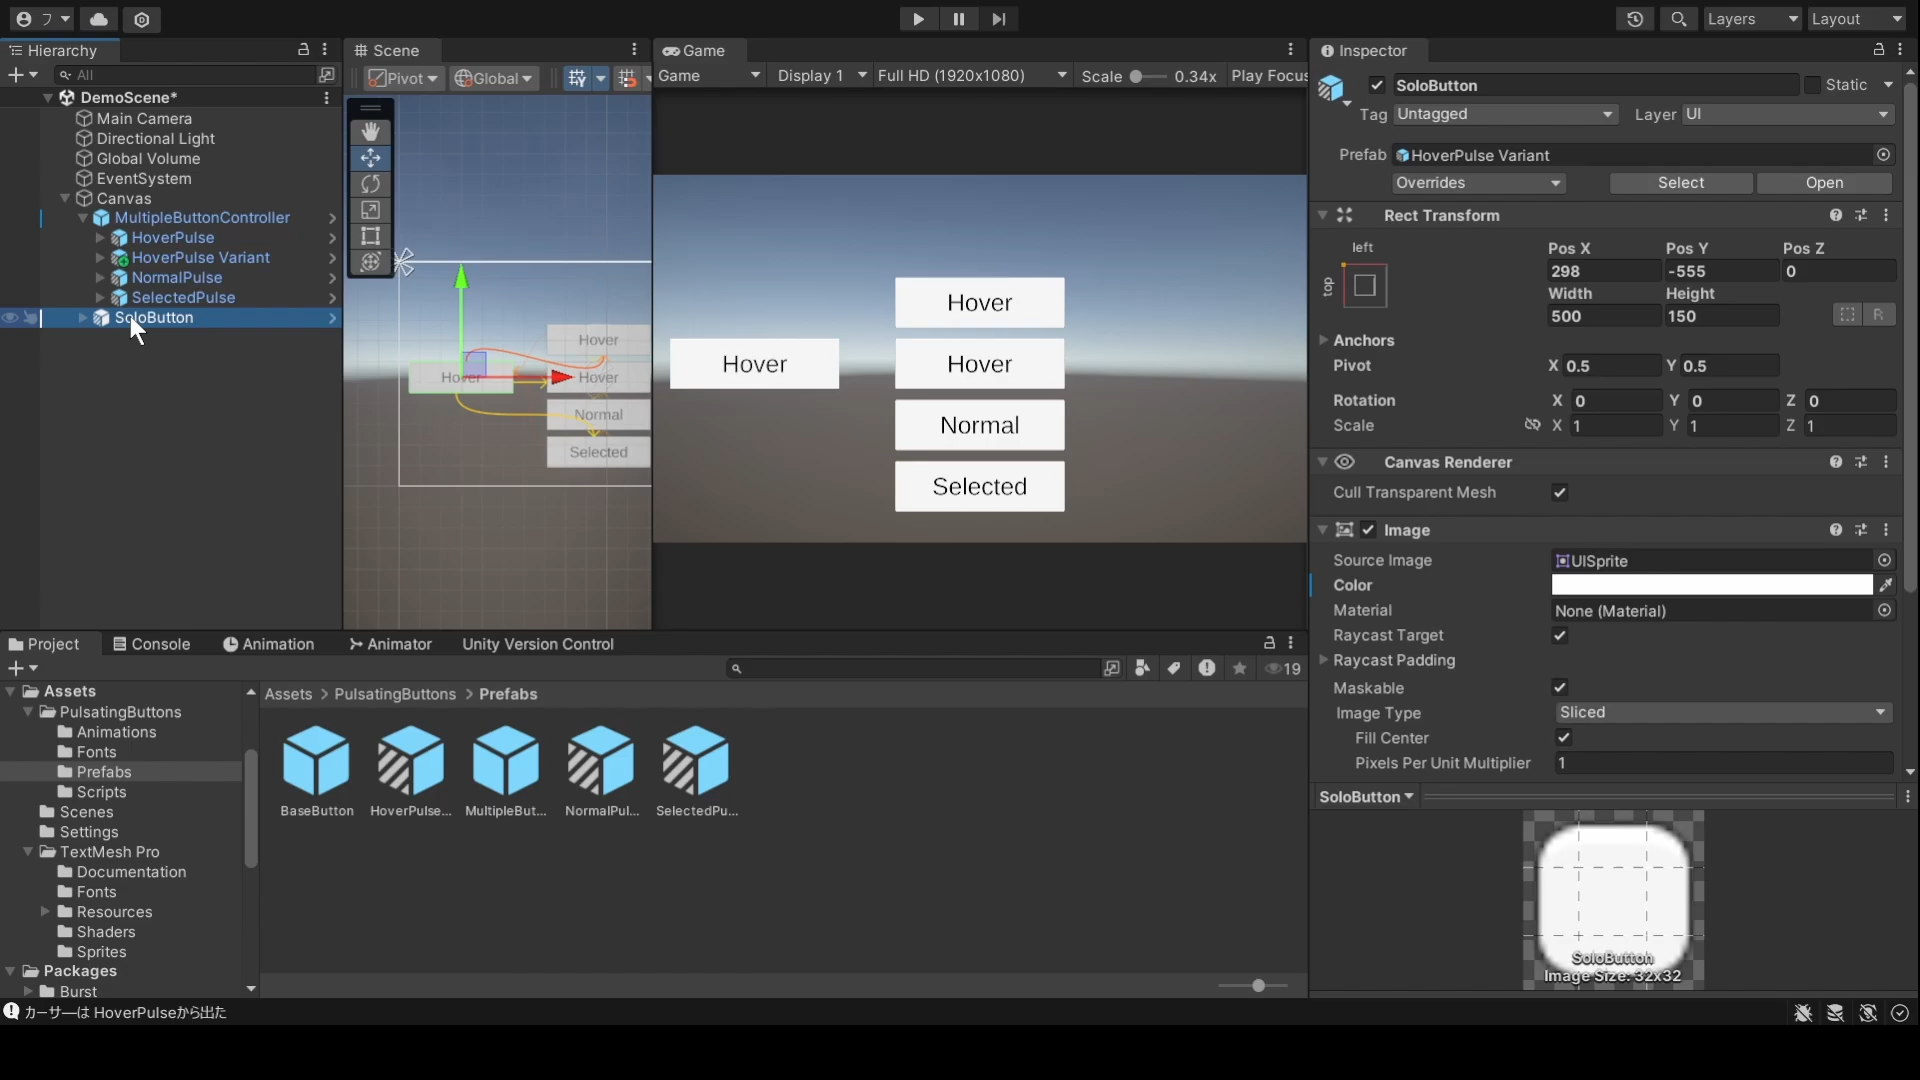 フ
Layers
Layout
Hierarchy
All
DemoScene*
Main Camera
Directional Light
Global Volume
EventSystem
Canvas
MultipleButtonController
HoverPulse
HoverPulse Variant
NormalPulse
SelectedPulse
SoloButton
Scene
Pivot
Global
Hover
Hover
Hover
Normal
Selected
Game
Game
Display 1
Full HD (1920x1080)
Scale
0.34x
Play Focus
Hover
Hover
Hover
Normal
Selected
Inspector
SoloButton
Static
Tag
Untagged
Layer
UI
Prefab
HoverPulse Variant
Overrides
Select
Open
Rect Transform
left
top
Pos X
Pos Y
Pos Z
298
-555
0
Width
Height
500
150
R
Anchors
Pivot
X 0.5
Y 0.5
Rotation
X 0
Y 0
Z 0
Scale
X 1
Y 1
Z 1
Canvas Renderer
Cull Transparent Mesh
Image
Source Image
UISprite
Color
Material
None (Material)
Raycast Target
Raycast Padding
Maskable
Image Type
Sliced
Fill Center
Pixels Per Unit Multiplier
1
SoloButton
SoloButton
Image Size: 32x32
Project
Console
Animation
Animator
Unity Version Control
19
Assets
PulsatingButtons
Animations
Fonts
Prefabs
Scripts
Scenes
Settings
TextMesh Pro
Documentation
Fonts
Resources
Shaders
Sprites
Packages
Burst
Assets > PulsatingButtons > Prefabs
BaseButton
HoverPulse...
MultipleBut...
NormalPul...
SelectedPu...
カーサ―は HoverPulseから出た